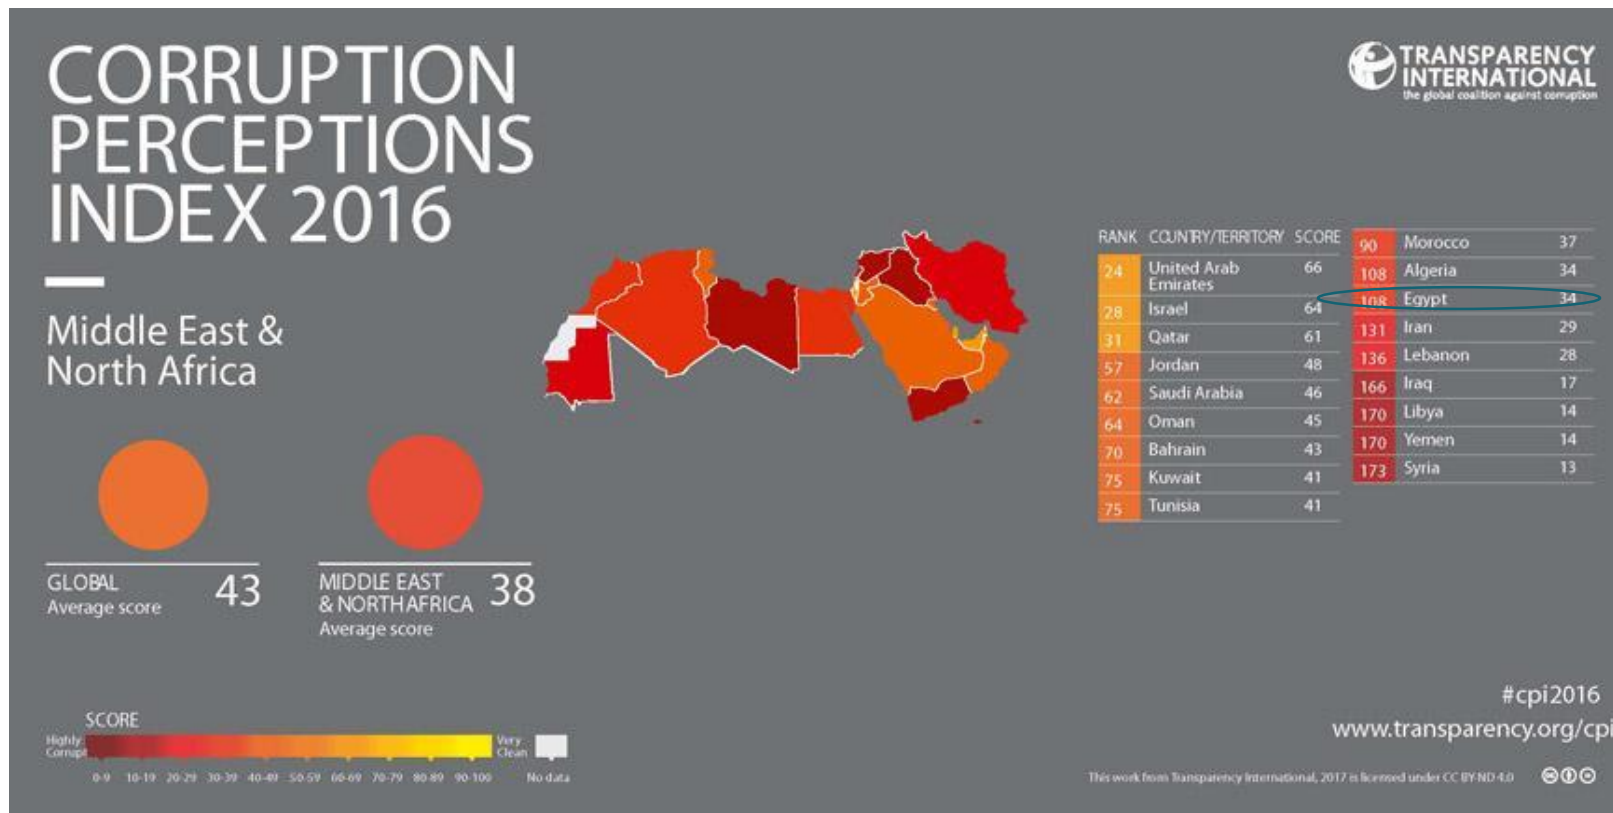 CORRUPTION
PERCEPTIONS
INDEX 2016
Middle East &
North Africa
GLOBAL
Average score
43
MIDDLE EAST
& NORTH AFRICA
Average score
38
SCORE
Highly
Corrupt
Very
Clean
0-9 10-19 20-29 30-39 40-49 50-59 60-69 70-79 80-89 90-100 No data
TRANSPARENCY
INTERNATIONAL
the global coalition against corruption
RANK COUNTRY/TERRITORY SCORE
24 United Arab Emirates 66
28 Israel 64
31 Qatar 61
57 Jordan 48
62 Saudi Arabia 46
64 Oman 45
70 Bahrain 43
75 Kuwait 41
75 Tunisia 41
90 Morocco 37
108 Algeria 34
108 Egypt 34
131 Iran 29
136 Lebanon 28
166 Iraq 17
170 Libya 14
170 Yemen 14
173 Syria 13
#cpi2016
www.transparency.org/cpi
This work from Transparency International, 2017 is licensed under CC BY-ND 4.0